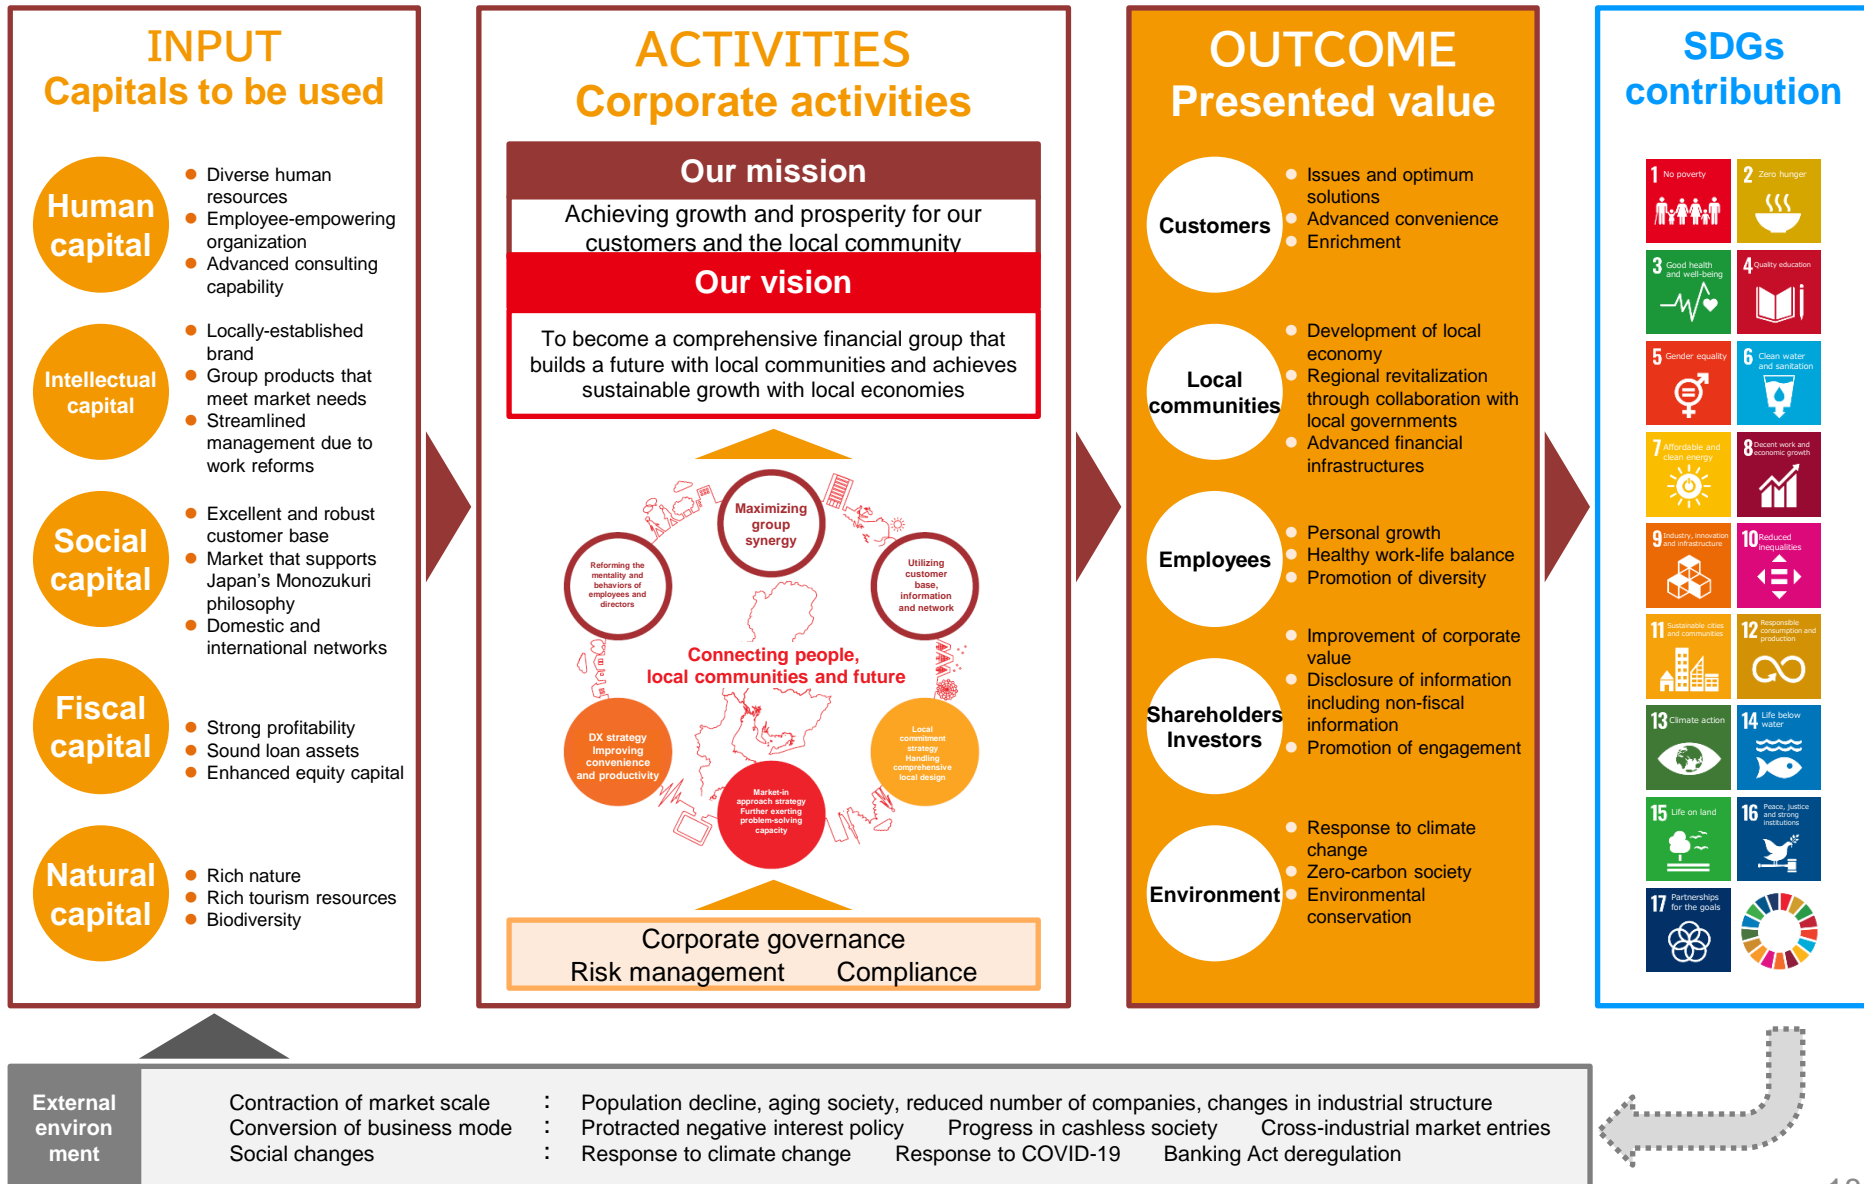 INPUT
Capitals to be used
Human
capital
Diverse human
resources
Employee-empowering
organization
Advanced consulting
capability
Intellectual
capital
Locally-established
brand
Group products that
meet market needs
Streamlined
management due to
work reforms
Social
capital
Excellent and robust
customer base
Market that supports
Japan's Monozukuri
philosophy
Domestic and
international networks
Fiscal
capital
Strong profitability
Sound loan assets
Enhanced equity capital
Natural
capital
Rich nature
Rich tourism resources
Biodiversity
ACTIVITIES
Corporate activities
Our mission
Achieving growth and prosperity for our
customers and the local community
Our vision
To become a comprehensive financial group that
builds a future with local communities and achieves
sustainable growth with local economies
Maximizing
group
synergy
Reforming the
mentality and
behaviors of
employees and
directors
Utilizing
customer
base,
information
and network
Connecting people,
local communities and future
DX strategy
Improving
convenience
and productivity
Local
commitment
strategy
Handling
comprehensive
local design
Market-in
approach strategy
Further exerting
problem-solving
capacity
Corporate governance
Risk management Compliance
OUTCOME
Presented value
Customers
Issues and optimum
solutions
Advanced convenience
Enrichment
Local
communities
Development of local
economy
Regional revitalization
through collaboration with
local governments
Advanced financial
infrastructures
Employees
Personal growth
Healthy work-life balance
Promotion of diversity
Shareholders
Investors
Improvement of corporate
value
Disclosure of information
including non-fiscal
information
Promotion of engagement
Environment
Response to climate
change
Zero-carbon society
Environmental
conservation
SDGs
contribution
1 No poverty
2 Zero hunger
3 Good health
and well-being
4 Quality education
5 Gender equality
6 Clean water
and sanitation
7 Affordable and
clean energy
8 Decent work and
economic growth
9 Industry, innovation
and infrastructure
10 Reduced
inequalities
11 Sustainable cities
and communities
12 Responsible
consumption and
production
13 Climate action
14 Life below
water
15 Life on land
16 Peace, justice
and strong
institutions
17 Partnerships
for the goals
External
environ
ment
Contraction of market scale : Population decline, aging society, reduced number of companies, changes in industrial structure
Conversion of business mode : Protracted negative interest policy Progress in cashless society Cross-industrial market entries
Social changes : Response to climate change Response to COVID-19 Banking Act deregulation